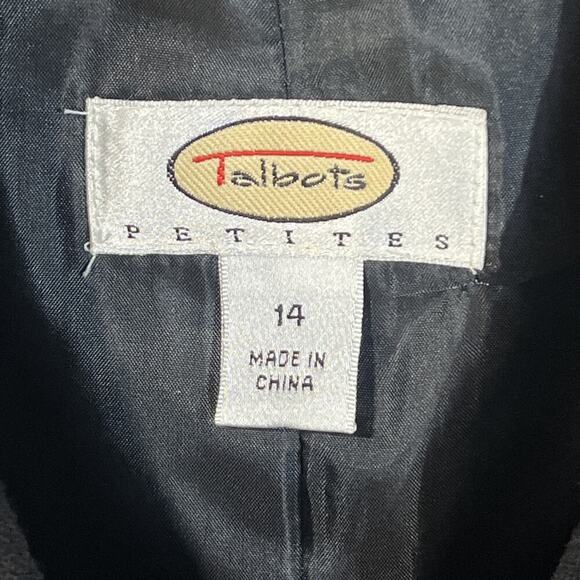 Talbots
PETITES
14
MADE IN
CHINA